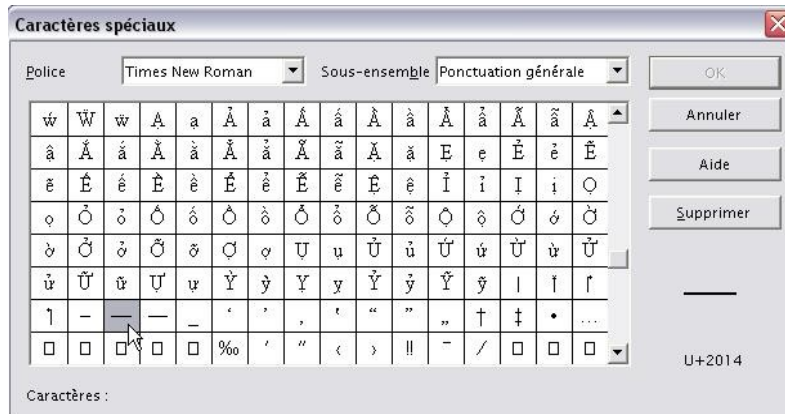 Caractères spéciaux
Police Times New Roman Sous-ensemble Ponctuation générale OK
ẃ Ẅ ẅ Ạ ạ Ả ả Ấ ấ Ầ ầ Ẩ ẩ Ẫ ẫ Ậ Annuler
ậ Ắ ắ Ằ ằ Ẳ ẳ Ẵ ẵ Ặ ặ Ẹ ẹ Ẻ ẻ Ẽ
ẽ Ế ế Ề ề Ể ể Ễ ễ Ệ ệ Ỉ ỉ Ị ị Ọ Aide
ọ Ỏ ỏ Ố ố Ồ ồ Ổ ổ Ỗ ỗ Ộ ộ Ớ ớ Ờ Supprimer
ờ Ở ở Ỡ ỡ Ợ ợ Ụ ụ Ủ ủ Ứ ứ Ừ ừ Ử
ử Ữ ữ Ự ự Ỳ ỳ Ỵ ỵ Ỷ ỷ Ỹ ỹ
– — ― ‗ ‘ ’ ‚ ‛ “ ” „ † ‡ • … —
‰ ′ ″ ‹ › ‼ ‾ ⁄ U+2014
Caractères :